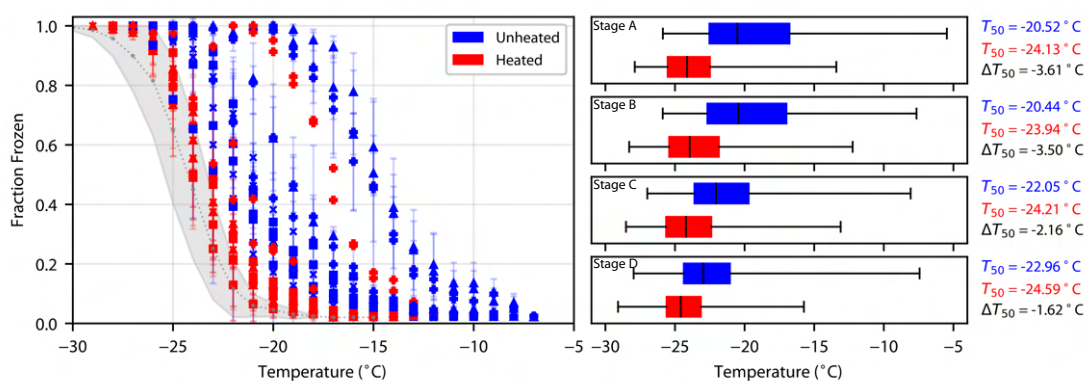 Fraction Frozen
1.0
0.8
0.6
0.4
0.2
0.0
Unheated
Heated
−30
−25
−20
−15
−10
−5
Temperature (°C)
Stage A
T50 = -20.52 °C
T50 = -24.13 °C
ΔT50 = -3.61 °C
Stage B
T50 = -20.44 °C
T50 = -23.94 °C
ΔT50 = -3.50 °C
Stage C
T50 = -22.05 °C
T50 = -24.21 °C
ΔT50 = -2.16 °C
Stage D
T50 = -22.96 °C
T50 = -24.59 °C
ΔT50 = -1.62 °C
−30
−25
−20
−15
−10
−5
Temperature (°C)